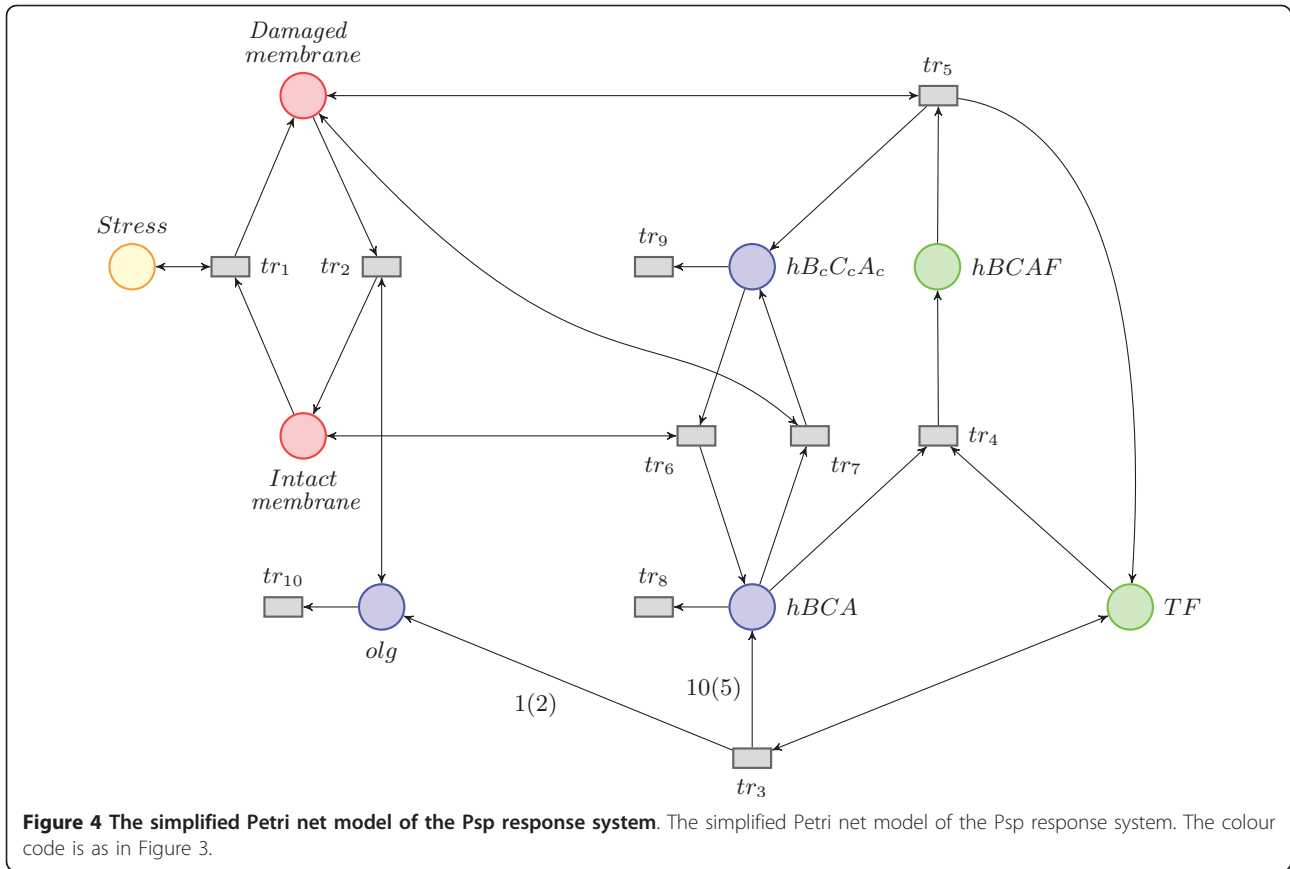 Damaged
membrane
tr₅
Stress
tr₁
tr₂
tr₉
hB_cC_cA_c
hBCAF
Intact
membrane
tr₆
tr₇
tr₄
tr₁₀
olg
tr₈
hBCA
TF
1(2)
10(5)
tr₃
Figure 4 The simplified Petri net model of the Psp response system. The simplified Petri net model of the Psp response system. The colour
code is as in Figure 3.